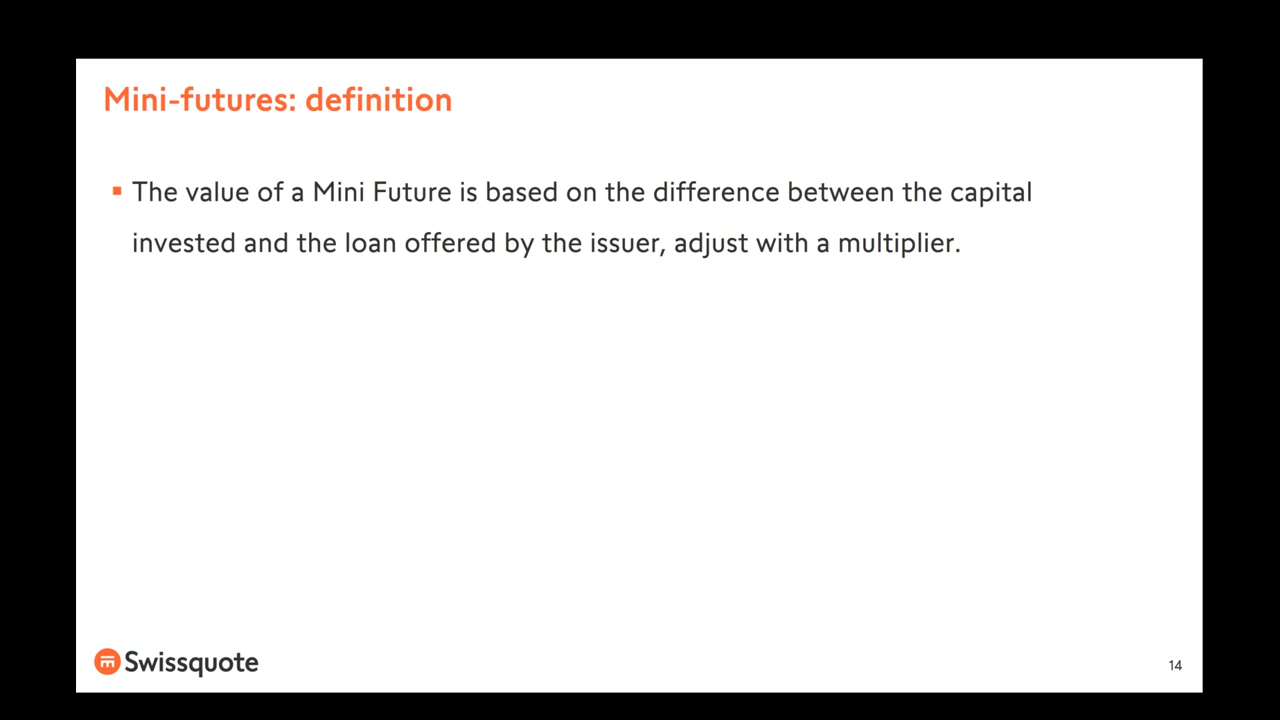 Mini-futures: definition
▪ The value of a Mini Future is based on the difference between the capital
invested and the loan offered by the issuer, adjust with a multiplier.
Swissquote
14